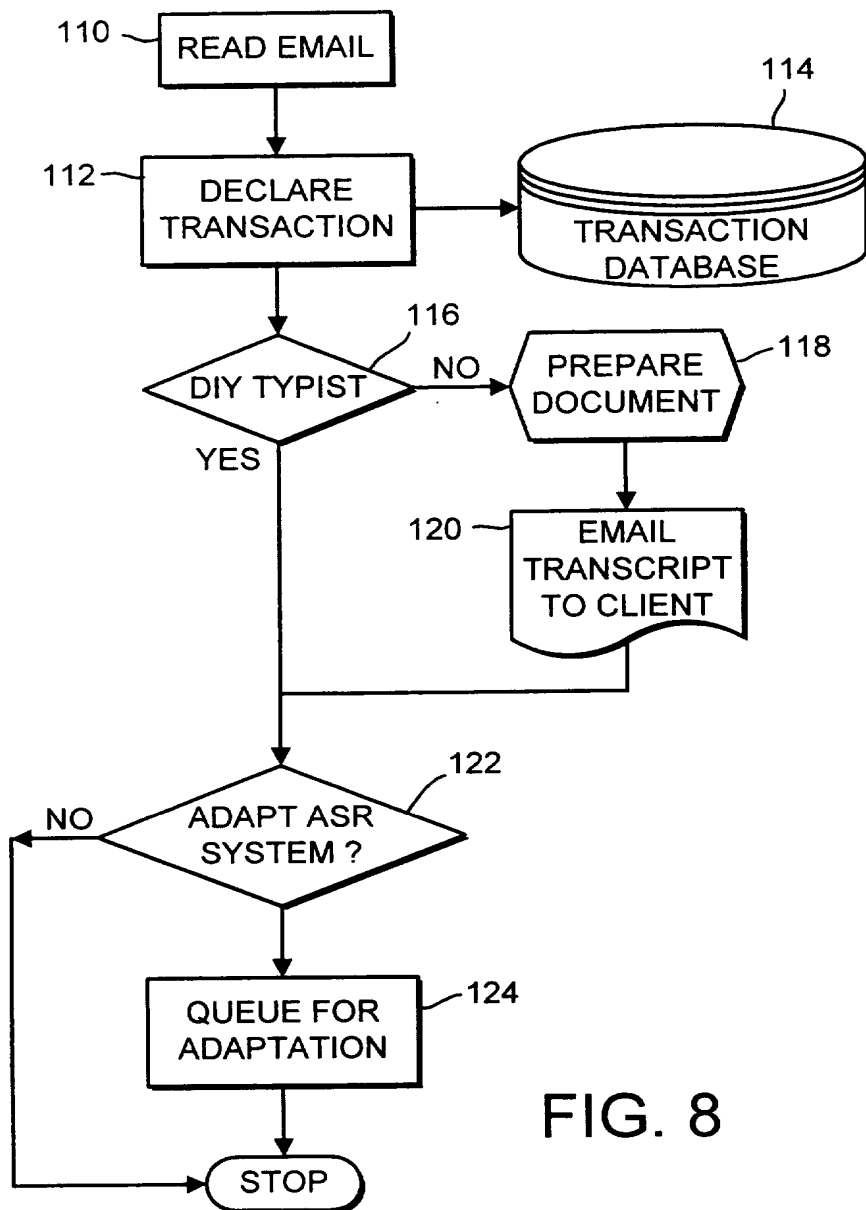 110
READ EMAIL
114
112
DECLARE
TRANSACTION
TRANSACTION
DATABASE
116
DIY TYPIST
NO
118
PREPARE
DOCUMENT
YES
120
EMAIL
TRANSCRIPT
TO CLIENT
122
NO
ADAPT ASR
SYSTEM ?
124
QUEUE FOR
ADAPTATION
STOP
FIG. 8